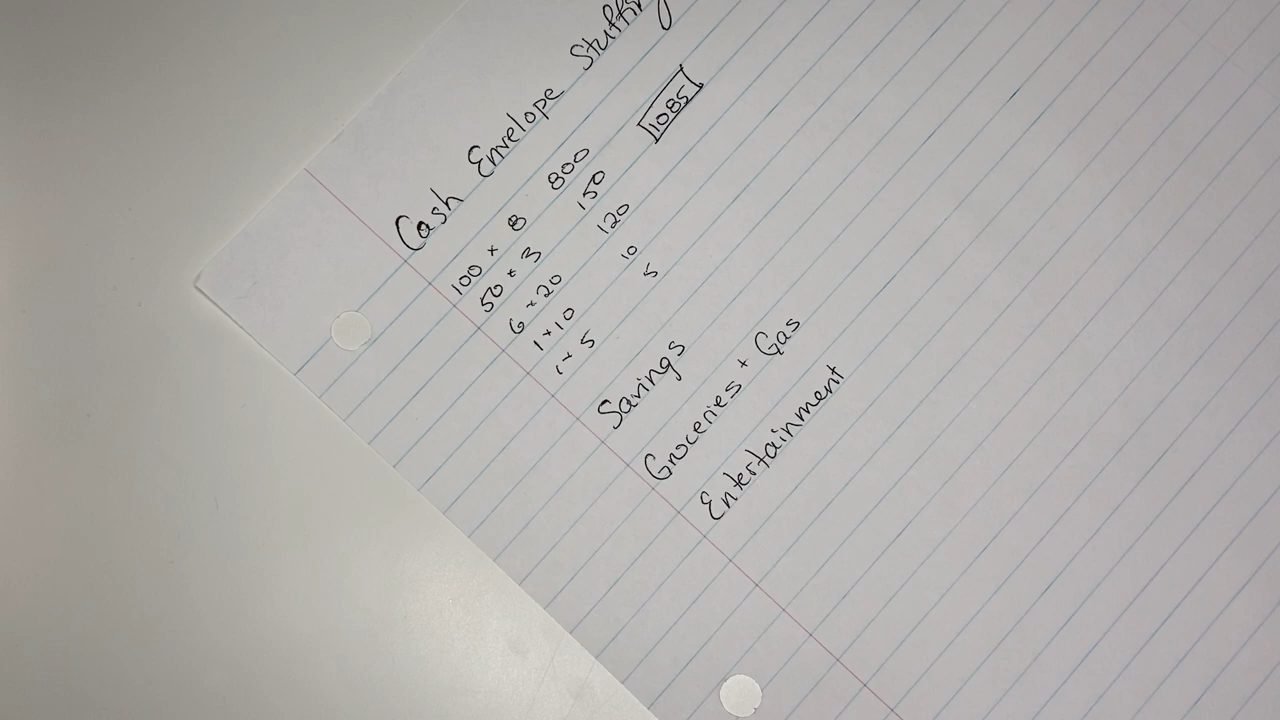 Cash Envelope Stuffing
100 × 8 800
50 × 3 150
6 × 20 120
1 × 10 10
1 × 5 5
1085
Savings
Groceries + Gas
Entertainment